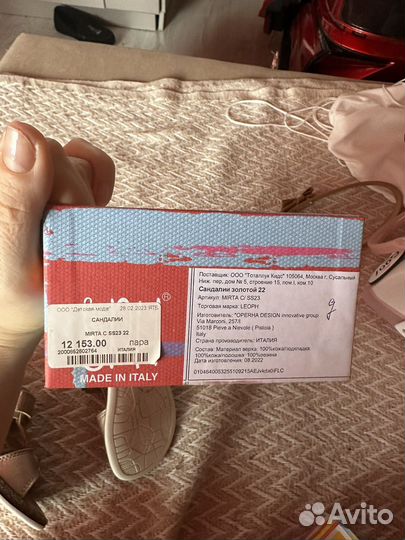 ООО "Детская мода" 28.02.2023 ЯТБ
САНДАЛИИ
MIRTA C SS23 22
12 153.00 пара
2000652802764 ИТАЛИЯ
MADE IN ITALY
Поставщик: ООО "Тоталлук Кидс" 105064, Москва г, Сусальный
Ниж. пер, дом № 5, строение 15, пом.I, ком.10
Сандалии золотой 22
Артикул: MIRTA C/ SS23
Торговая марка: LEOPH
Изготовитель: "OPERHA DESIGN innovative group
Via Marconi, 257/I
51018 Pieve a Nievole ( Pistoia )
Italy
Страна производитель: ИТАЛИЯ
Состав: Материал верха: 100%кожа/подкладка:
100%кожа/подошва: 100%резина
Дата изготовления: 08.2022
g
Avito